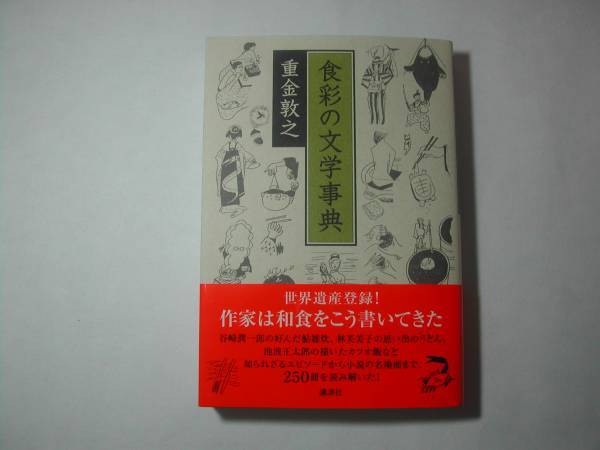 食彩の文学事典
重金敦之
世界遺産登録！
作家は和食をこう書いてきた
谷崎潤一郎の好んだ鮎雑炊、林芙美子の思い出のうどん、
池波正太郎の描いたカツオ飯など
知られざるエピソードから小説の名場面まで、
250冊を読み解いた！
講談社